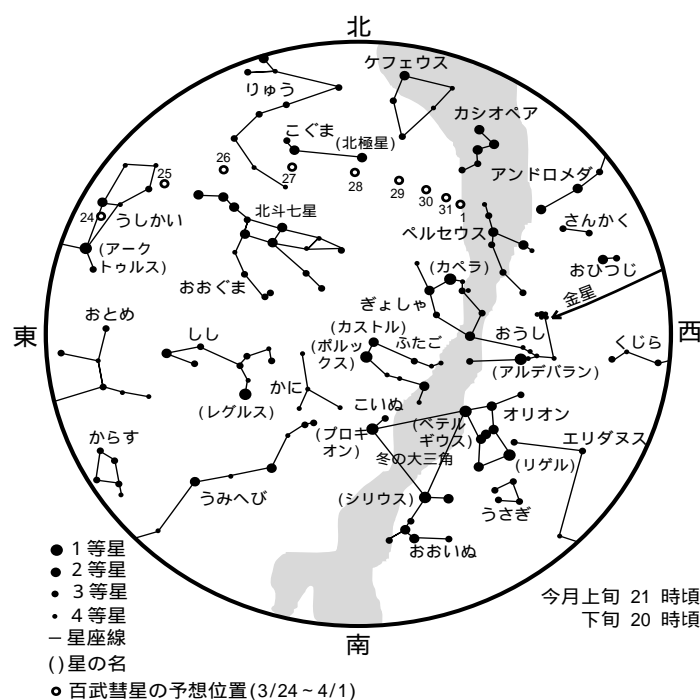 北
ケフェウス
りゅう
カシオペア
こぐま
(北極星)
アンドロメダ
25
26
27
28
29
30
31
1
24
うしかい
北斗七星
さんかく
ペルセウス
(アーク
トゥルス)
(カペラ)
おひつじ
おおぐま
金星
ぎょしゃ
おとめ
東
西
しし
(カストル)
(ポルッ
クス)
ふたご
おうし
くじら
(アルデバラン)
かに
(レグルス)
こいぬ
オリオン
(ベテル
ギウス)
からす
(プロキ
オン)
エリダヌス
冬の大三角
(リゲル)
うみへび
(シリウス)
うさぎ
おおいぬ
1等星
2等星
3等星
4等星
星座線
()星の名
百武彗星の予想位置(3/24~4/1)
南
今月上旬 21 時頃
下旬 20 時頃